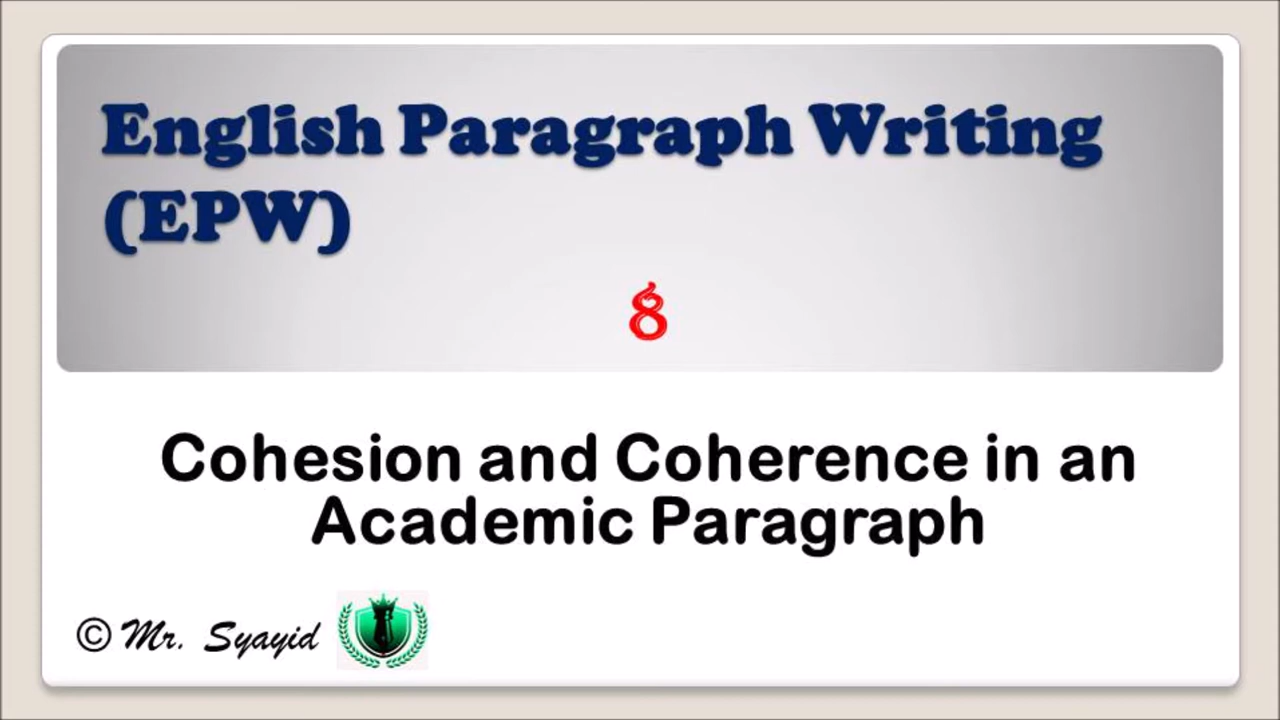 English Paragraph Writing
(EPW)
8
Cohesion and Coherence in an
Academic Paragraph
© Mr. Syayid